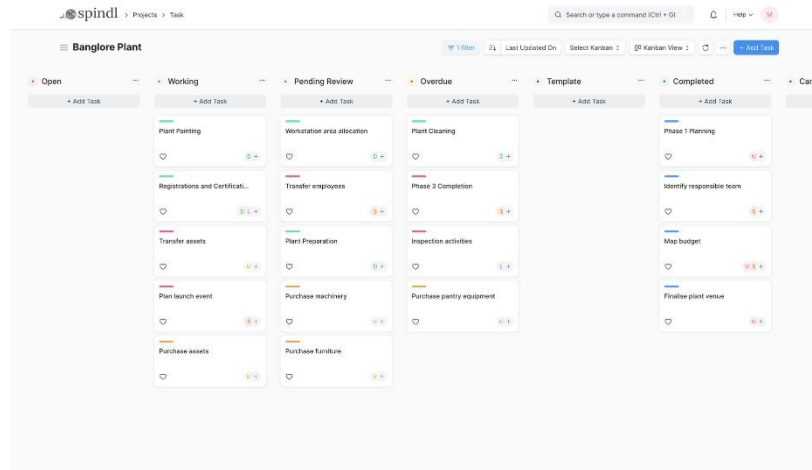 spindl › Projects › Task
Search or type a command (Ctrl + G)
Help
M
Banglore Plant
1 filter
Last Updated On
Select Kanban
Kanban View
+ Add Task
Open
Working
Pending Review
Overdue
Template
Completed
Can
+ Add Task
+ Add Task
+ Add Task
+ Add Task
+ Add Task
+ Add Task
Plant Painting
Workstation area allocation
Plant Cleaning
Phase 1 Planning
Registrations and Certificati...
Transfer employees
Phase 3 Completion
Identify responsible team
Transfer assets
Plant Preparation
Inspection activities
Map budget
Plan launch event
Purchase machinery
Purchase pantry equipment
Finalise plant venue
Purchase assets
Purchase furniture